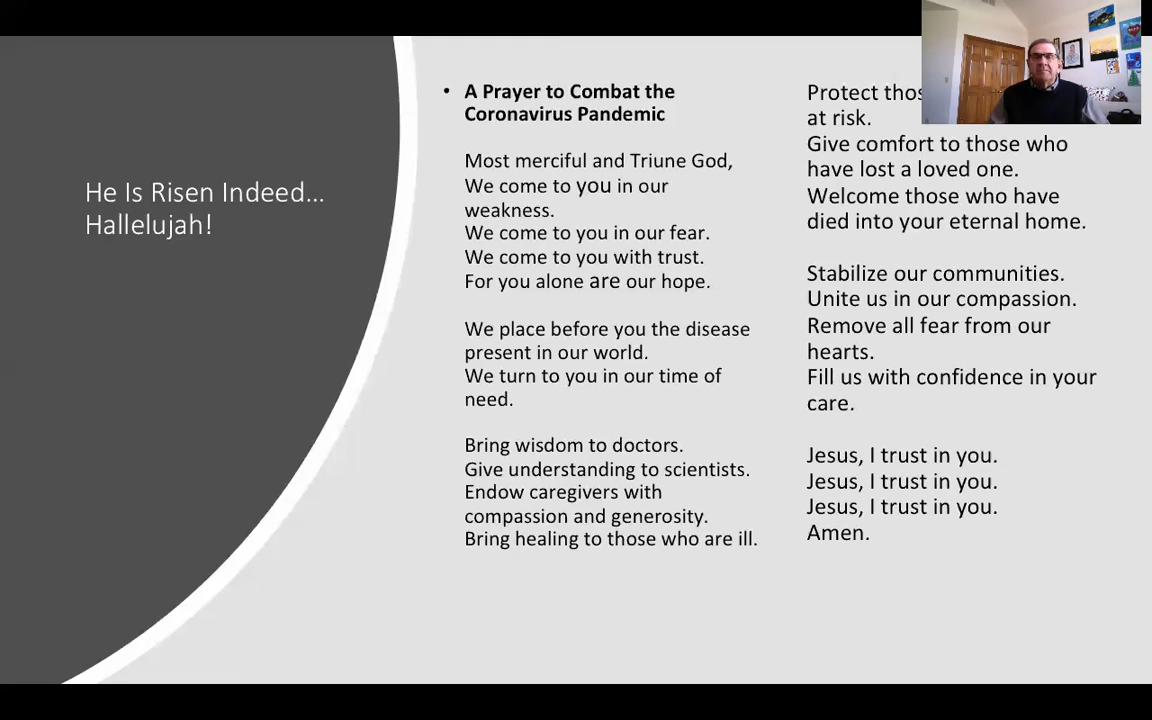 He Is Risen Indeed…
Hallelujah!
• A Prayer to Combat the
Coronavirus Pandemic
Most merciful and Triune God,
We come to you in our
weakness.
We come to you in our fear.
We come to you with trust.
For you alone are our hope.
We place before you the disease
present in our world.
We turn to you in our time of
need.
Bring wisdom to doctors.
Give understanding to scientists.
Endow caregivers with
compassion and generosity.
Bring healing to those who are ill.
Protect
at risk.
Give comfort to those who
have lost a loved one.
Welcome those who have
died into your eternal home.
Stabilize our communities.
Unite us in our compassion.
Remove all fear from our
hearts.
Fill us with confidence in your
care.
Jesus, I trust in you.
Jesus, I trust in you.
Jesus, I trust in you.
Amen.